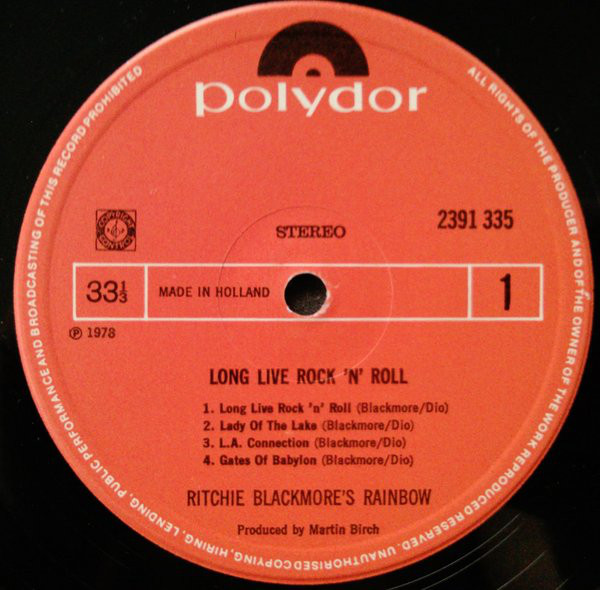 polydor
PUBLIC PERFORMANCE AND BROADCASTING OF THIS RECORD PROHIBITED
ALL RIGHTS OF THE PRODUCER AND OF THE OWNER OF THE WORK REPRODUCED RESERVED. UNAUTHORISED COPYING, HIRING, LENDING,
COPYRIGHT
CONTROL
STEREO
2391 335
33⅓
MADE IN HOLLAND
1
℗ 1978
LONG LIVE ROCK 'N' ROLL
1. Long Live Rock 'n' Roll (Blackmore/Dio)
2. Lady Of The Lake (Blackmore/Dio)
3. L.A. Connection (Blackmore/Dio)
4. Gates Of Babylon (Blackmore/Dio)
RITCHIE BLACKMORE'S RAINBOW
Produced by Martin Birch